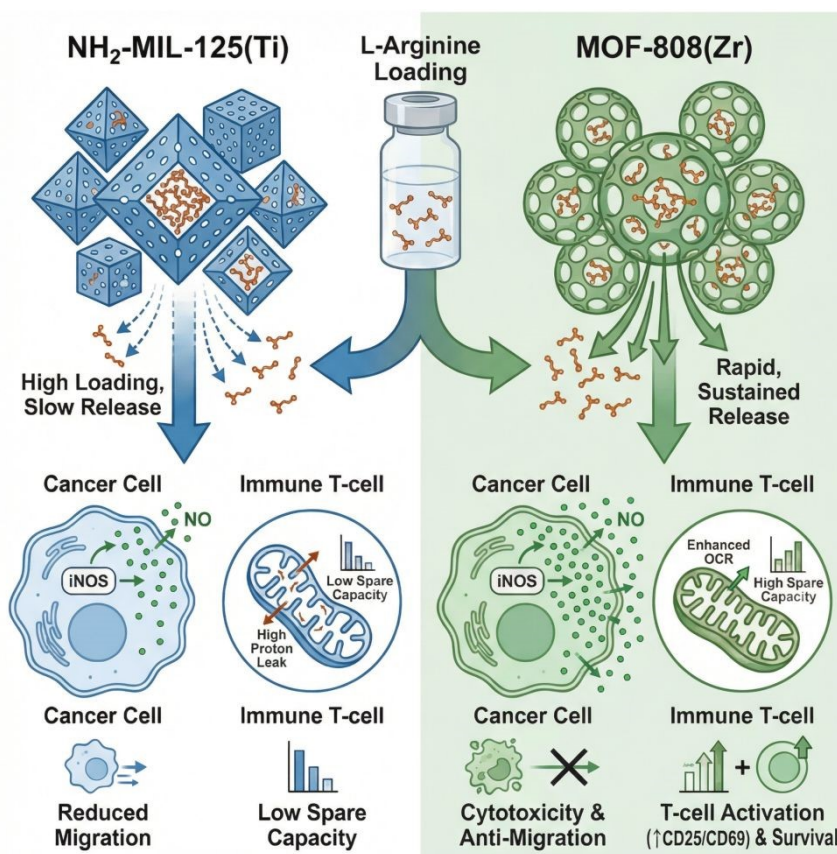 NH₂-MIL-125(Ti)
L-Arginine
Loading
MOF-808(Zr)
High Loading,
Slow Release
Rapid,
Sustained
Release
Cancer Cell
Immune T-cell
NO
iNOS
Low Spare
Capacity
High
Proton
Leak
Cancer Cell
Immune T-cell
Reduced
Migration
Low Spare
Capacity
Cancer Cell
Immune T-cell
NO
iNOS
Enhanced
OCR
High Spare
Capacity
Cancer Cell
Immune T-cell
+
Cytotoxicity &
Anti-Migration
T-cell Activation
(↑CD25/CD69) & Survival